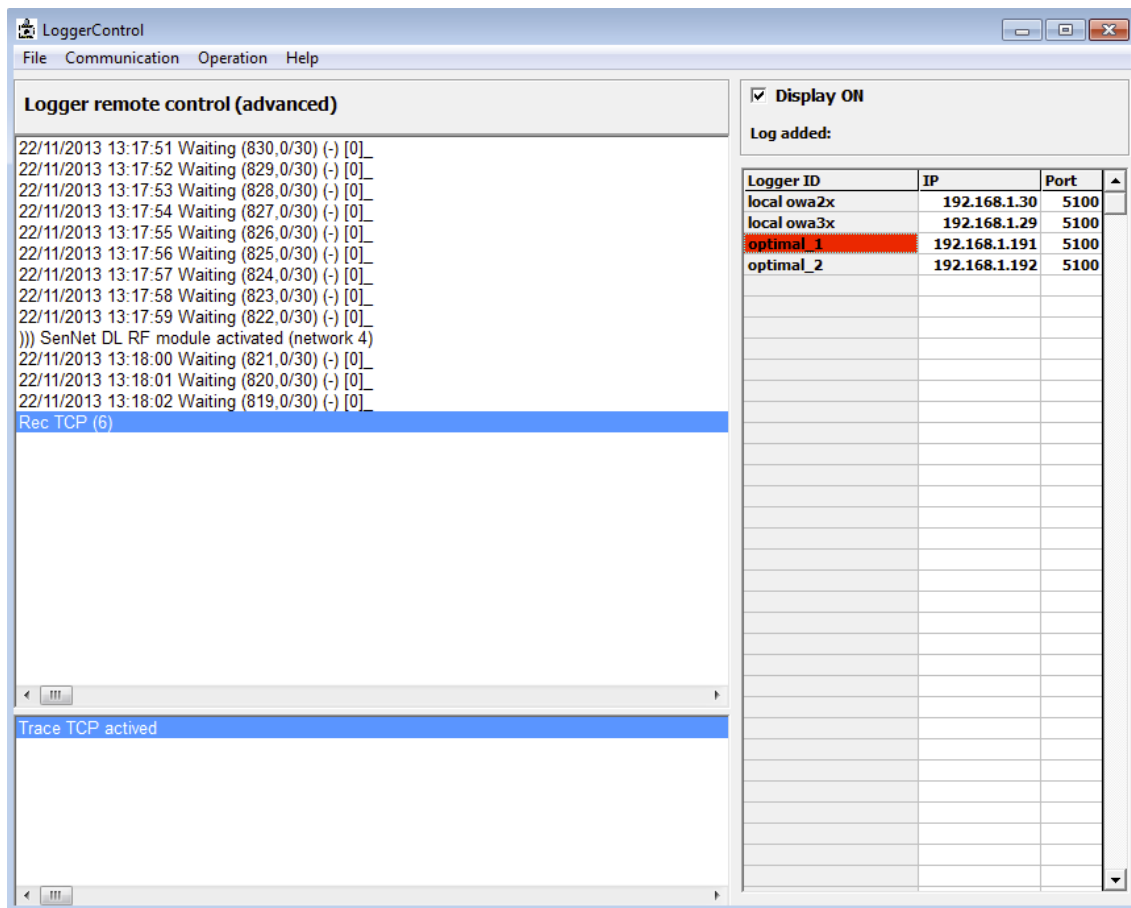 LoggerControl
File Communication Operation Help
Logger remote control (advanced)
22/11/2013 13:17:51 Waiting (830,0/30) (-) [0]_
22/11/2013 13:17:52 Waiting (829,0/30) (-) [0]_
22/11/2013 13:17:53 Waiting (828,0/30) (-) [0]_
22/11/2013 13:17:54 Waiting (827,0/30) (-) [0]_
22/11/2013 13:17:55 Waiting (826,0/30) (-) [0]_
22/11/2013 13:17:56 Waiting (825,0/30) (-) [0]_
22/11/2013 13:17:57 Waiting (824,0/30) (-) [0]_
22/11/2013 13:17:58 Waiting (823,0/30) (-) [0]_
22/11/2013 13:17:59 Waiting (822,0/30) (-) [0]_
))) SenNet DL RF module activated (network 4)
22/11/2013 13:18:00 Waiting (821,0/30) (-) [0]_
22/11/2013 13:18:01 Waiting (820,0/30) (-) [0]_
22/11/2013 13:18:02 Waiting (819,0/30) (-) [0]_
Rec TCP (6)
Trace TCP actived
Display ON
Log added:
Logger ID IP Port
local owa2x 192.168.1.30 5100
local owa3x 192.168.1.29 5100
optimal_1 192.168.1.191 5100
optimal_2 192.168.1.192 5100